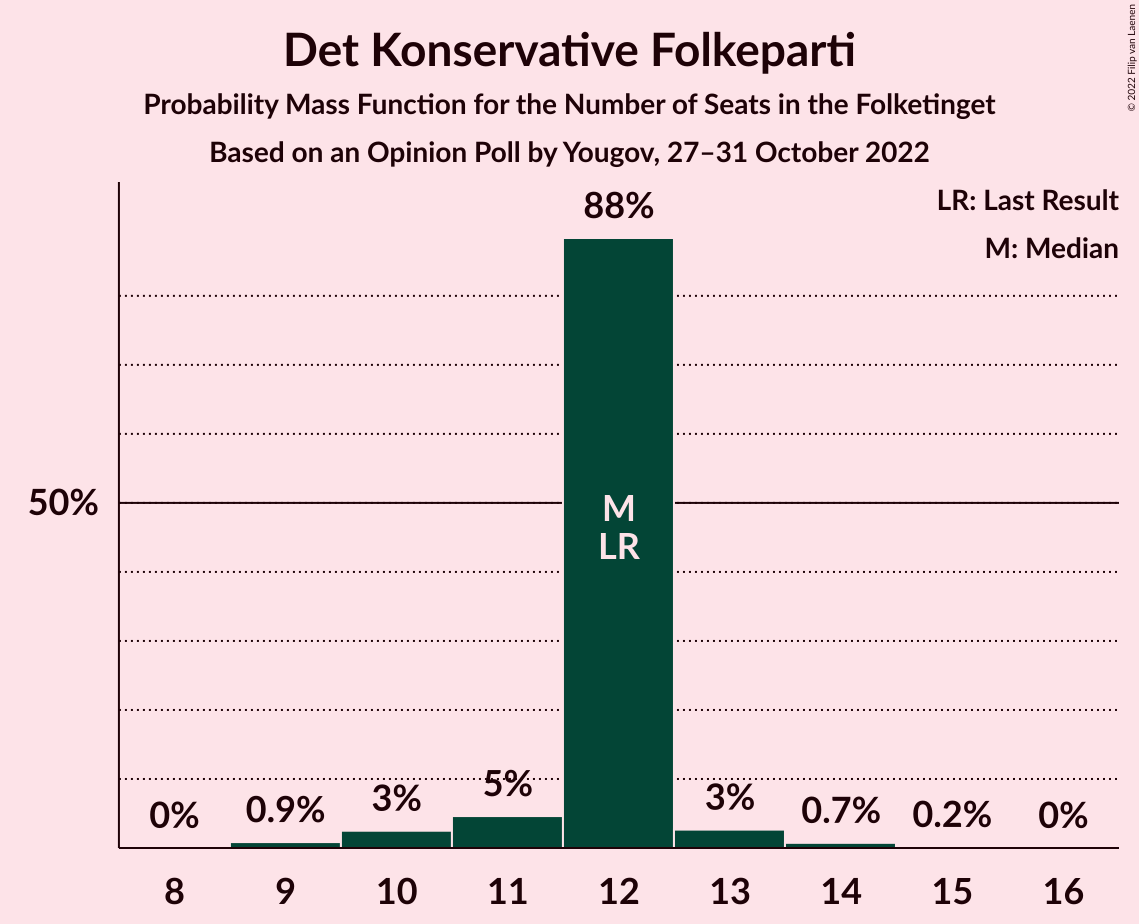 Det Konservative Folkeparti
Probability Mass Function for the Number of Seats in the Folketinget
Based on an Opinion Poll by Yougov, 27–31 October 2022
© 2022 Filip van Laenen
LR: Last Result
M: Median
88%
50%
M
LR
0%
0.9%
3%
5%
3%
0.7%
0.2%
0%
8
9
10
11
12
13
14
15
16